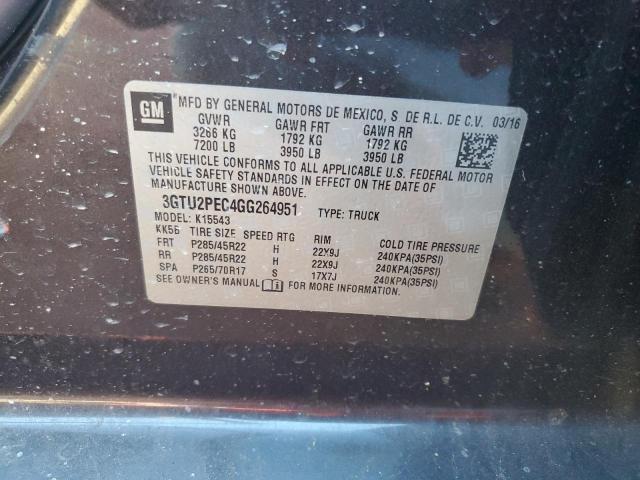 GM
MFD BY GENERAL MOTORS DE MEXICO, S DE R.L. DE C.V. 03/16
GVWR GAWR FRT GAWR RR
3266 KG 1792 KG 1792 KG
7200 LB 3950 LB 3950 LB
THIS VEHICLE CONFORMS TO ALL APPLICABLE U.S. FEDERAL MOTOR
VEHICLE SAFETY STANDARDS IN EFFECT ON THE DATE OF MANUFACTURE
SHOWN ABOVE.
3GTU2PEC4GG264951 TYPE: TRUCK
MODEL: K15543
KK56 TIRE SIZE SPEED RTG RIM COLD TIRE PRESSURE
FRT P285/45R22 H 22X9J 240KPA(35PSI)
RR P285/45R22 H 22X9J 240KPA(35PSI)
SPA P265/70R17 S 17X7J 240KPA(35PSI)
SEE OWNER'S MANUAL FOR MORE INFORMATION.